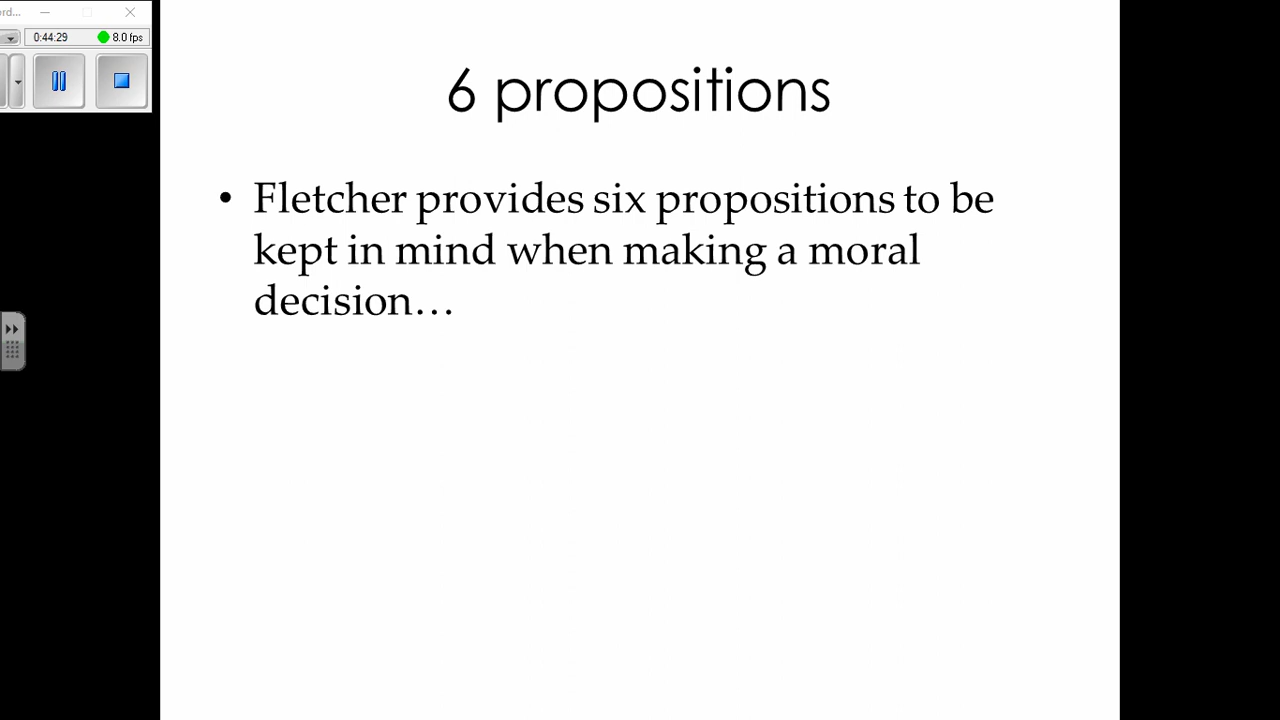 ord...
0:44:29 8.0 fps
6 propositions
• Fletcher provides six propositions to be
kept in mind when making a moral
decision…